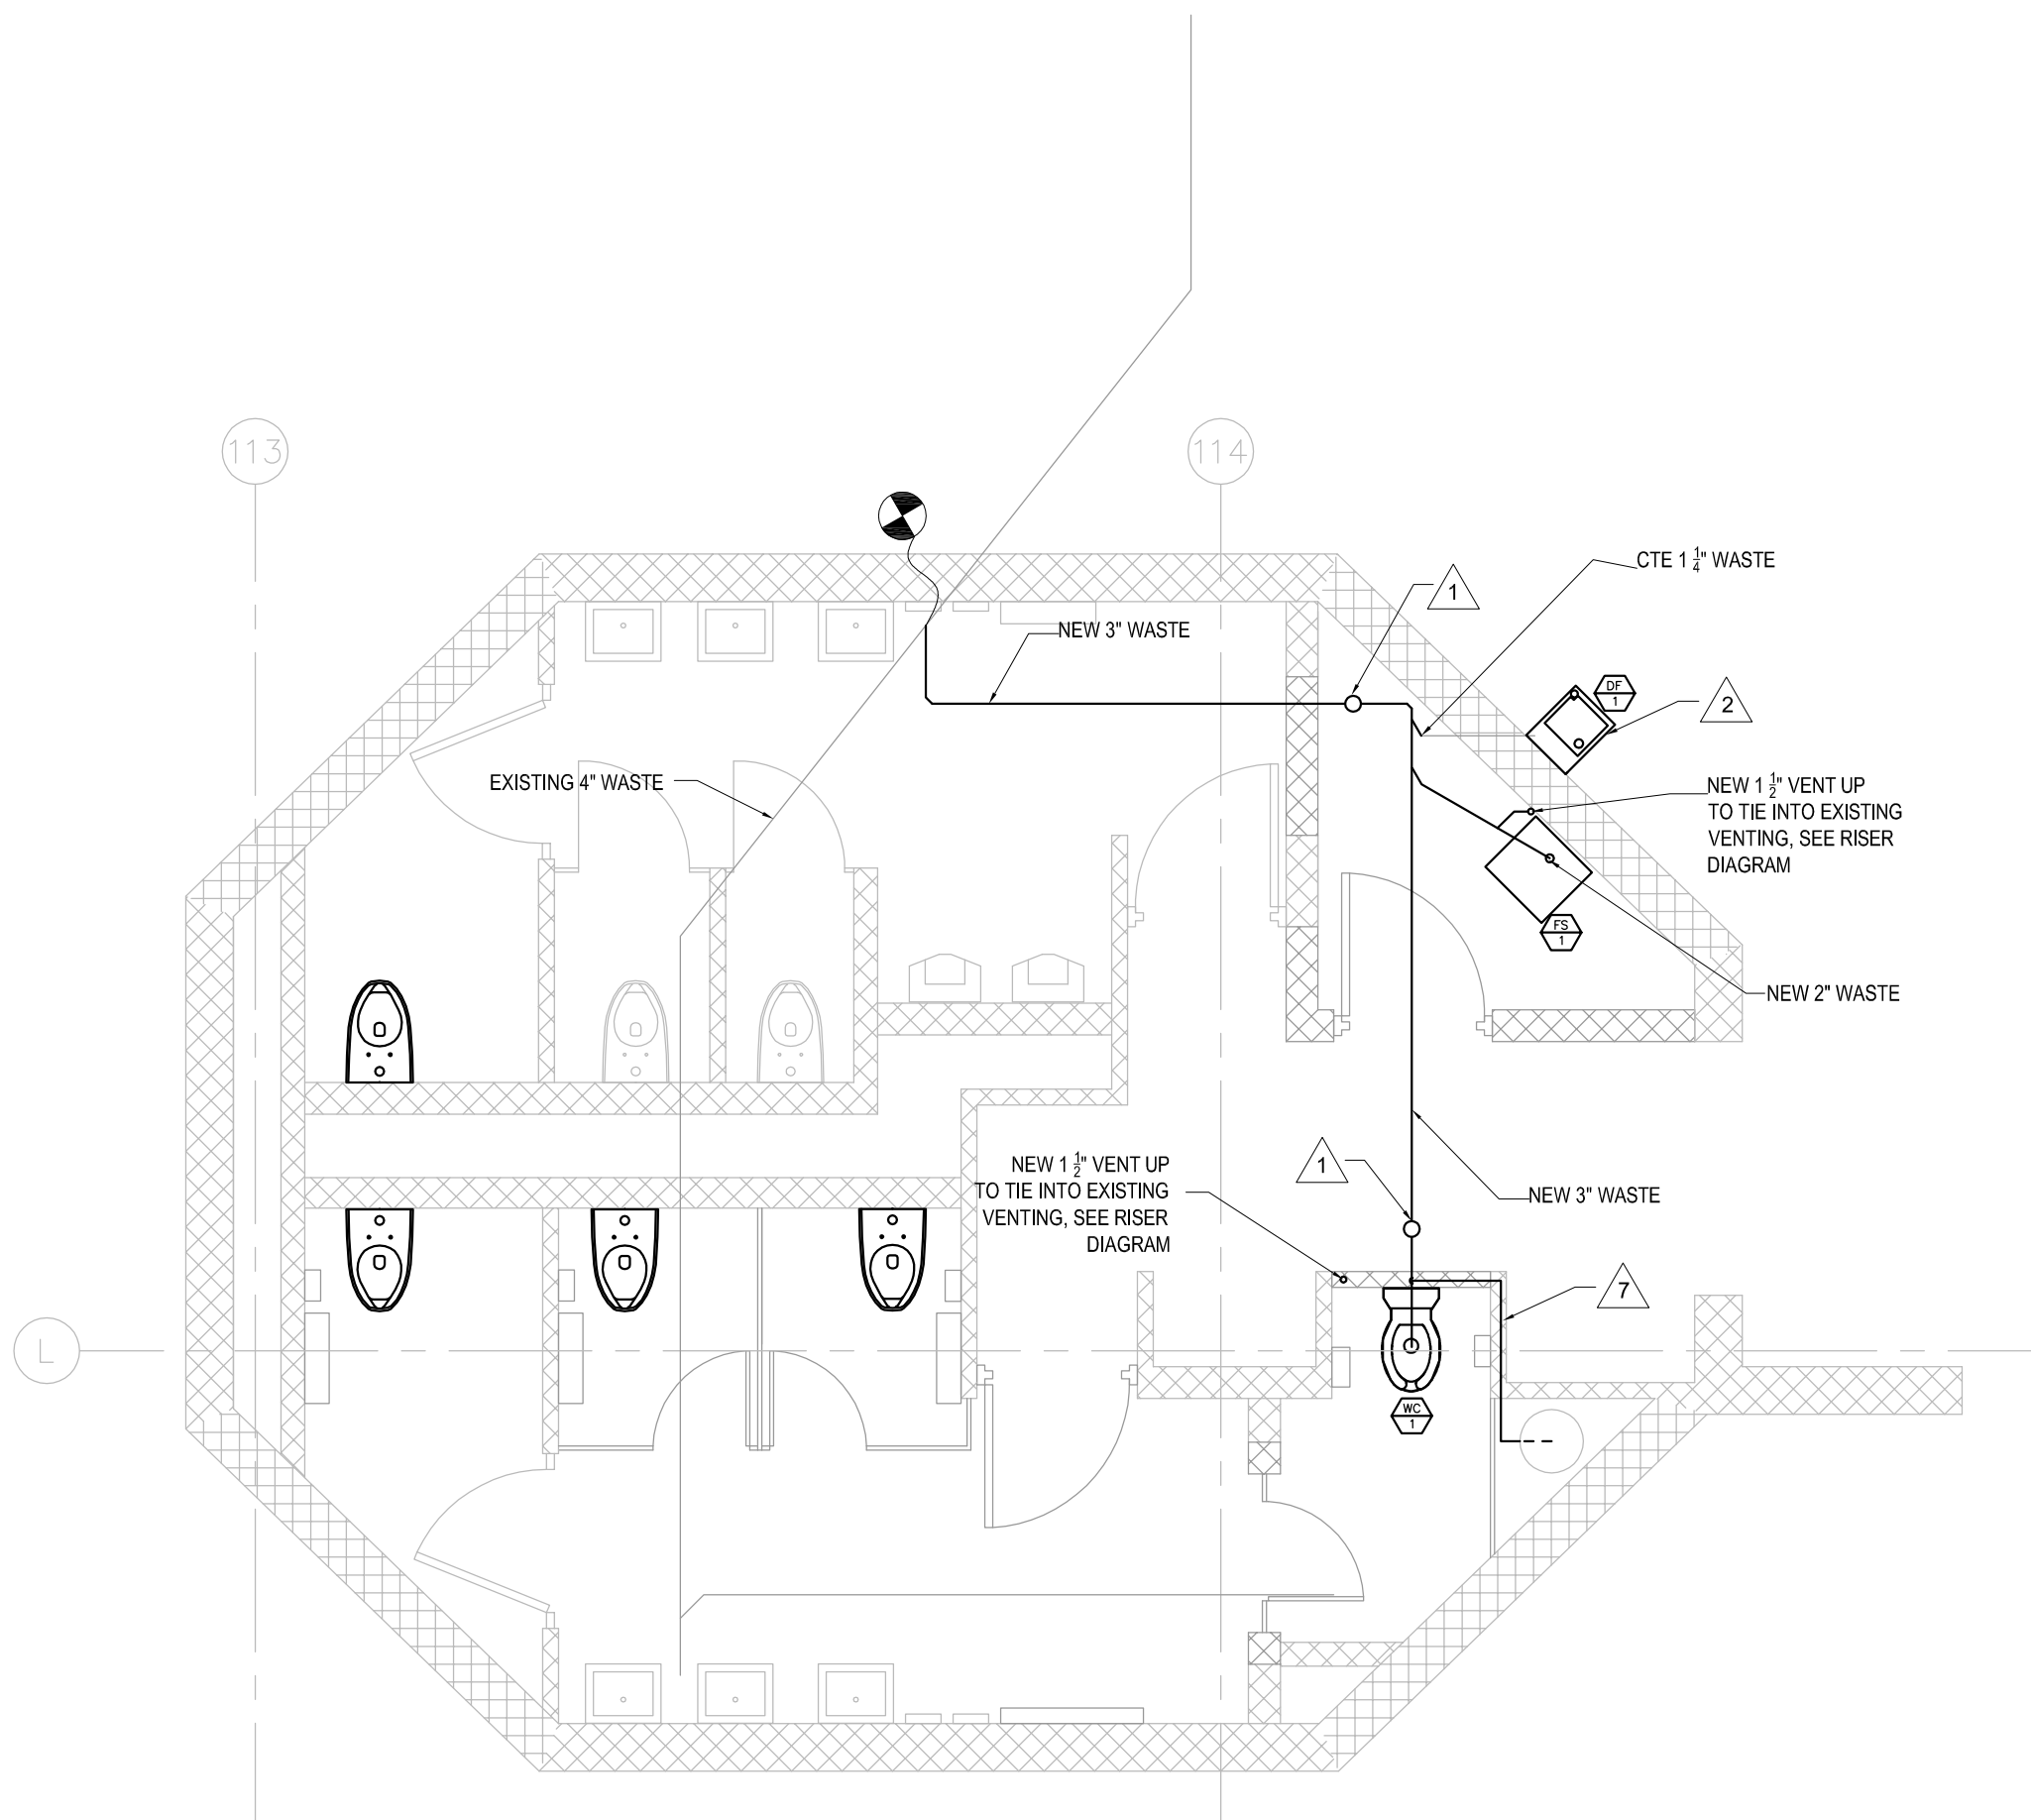 113
114
CTE 1 1/4" WASTE
1
NEW 3" WASTE
DF
1
2
EXISTING 4" WASTE
NEW 1 1/2" VENT UP
TO TIE INTO EXISTING
VENTING, SEE RISER
DIAGRAM
FS
1
NEW 2" WASTE
NEW 1 1/2" VENT UP
TO TIE INTO EXISTING
VENTING, SEE RISER
DIAGRAM
1
NEW 3" WASTE
7
L
WC
1